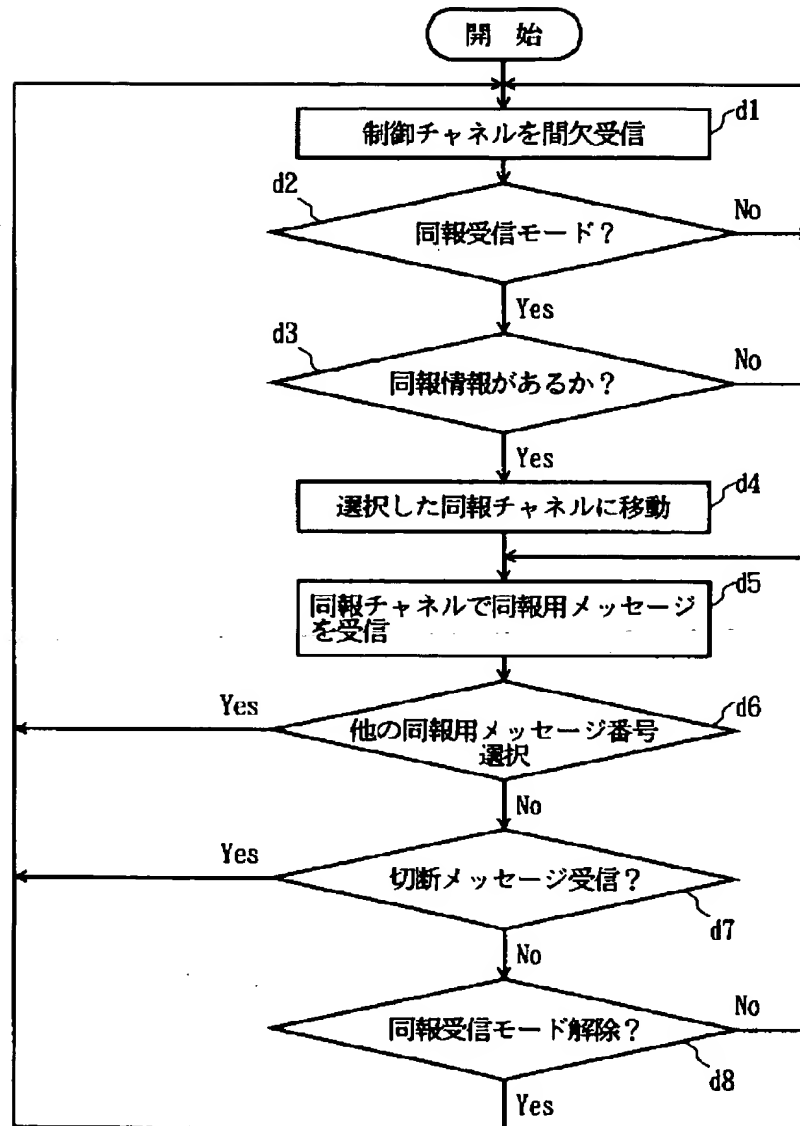 開　始
制御チャネルを間欠受信
d1
d2
同報受信モード？
No
Yes
d3
同報情報があるか？
No
Yes
選択した同報チャネルに移動
d4
同報チャネルで同報用メッセージ
を受信
d5
Yes
他の同報用メッセージ番号
選択
d6
No
Yes
切断メッセージ受信？
d7
No
同報受信モード解除？
No
d8
Yes